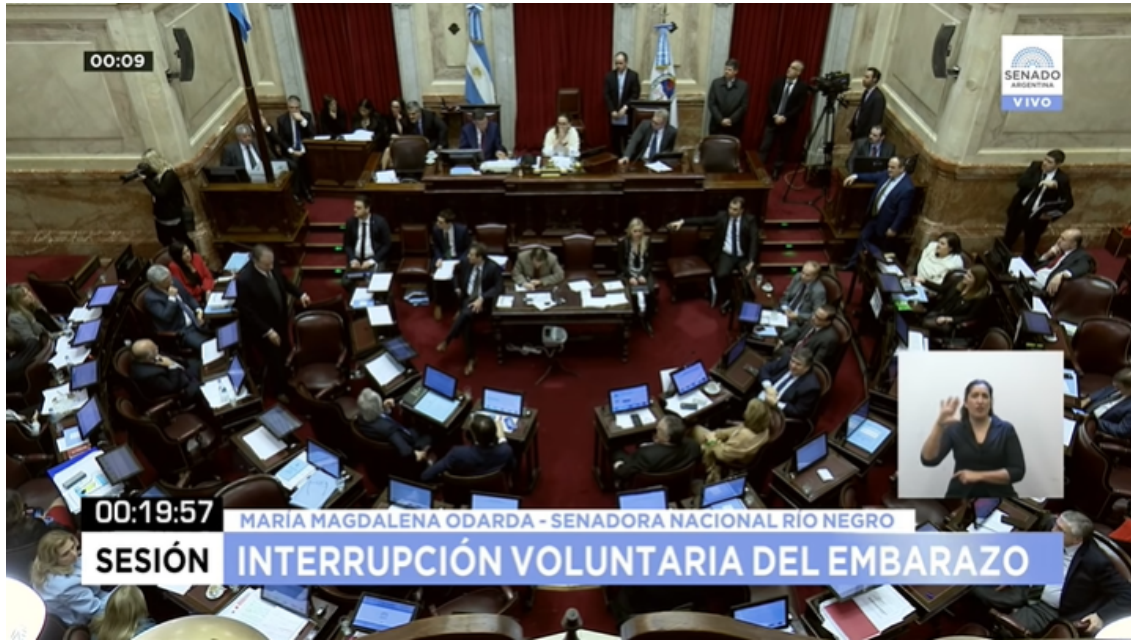 00:09
SENADO
ARGENTINA
VIVO
00:19:57
MARÍA MAGDALENA ODARDA - SENADORA NACIONAL RÍO NEGRO
SESIÓN
INTERRUPCIÓN VOLUNTARIA DEL EMBARAZO